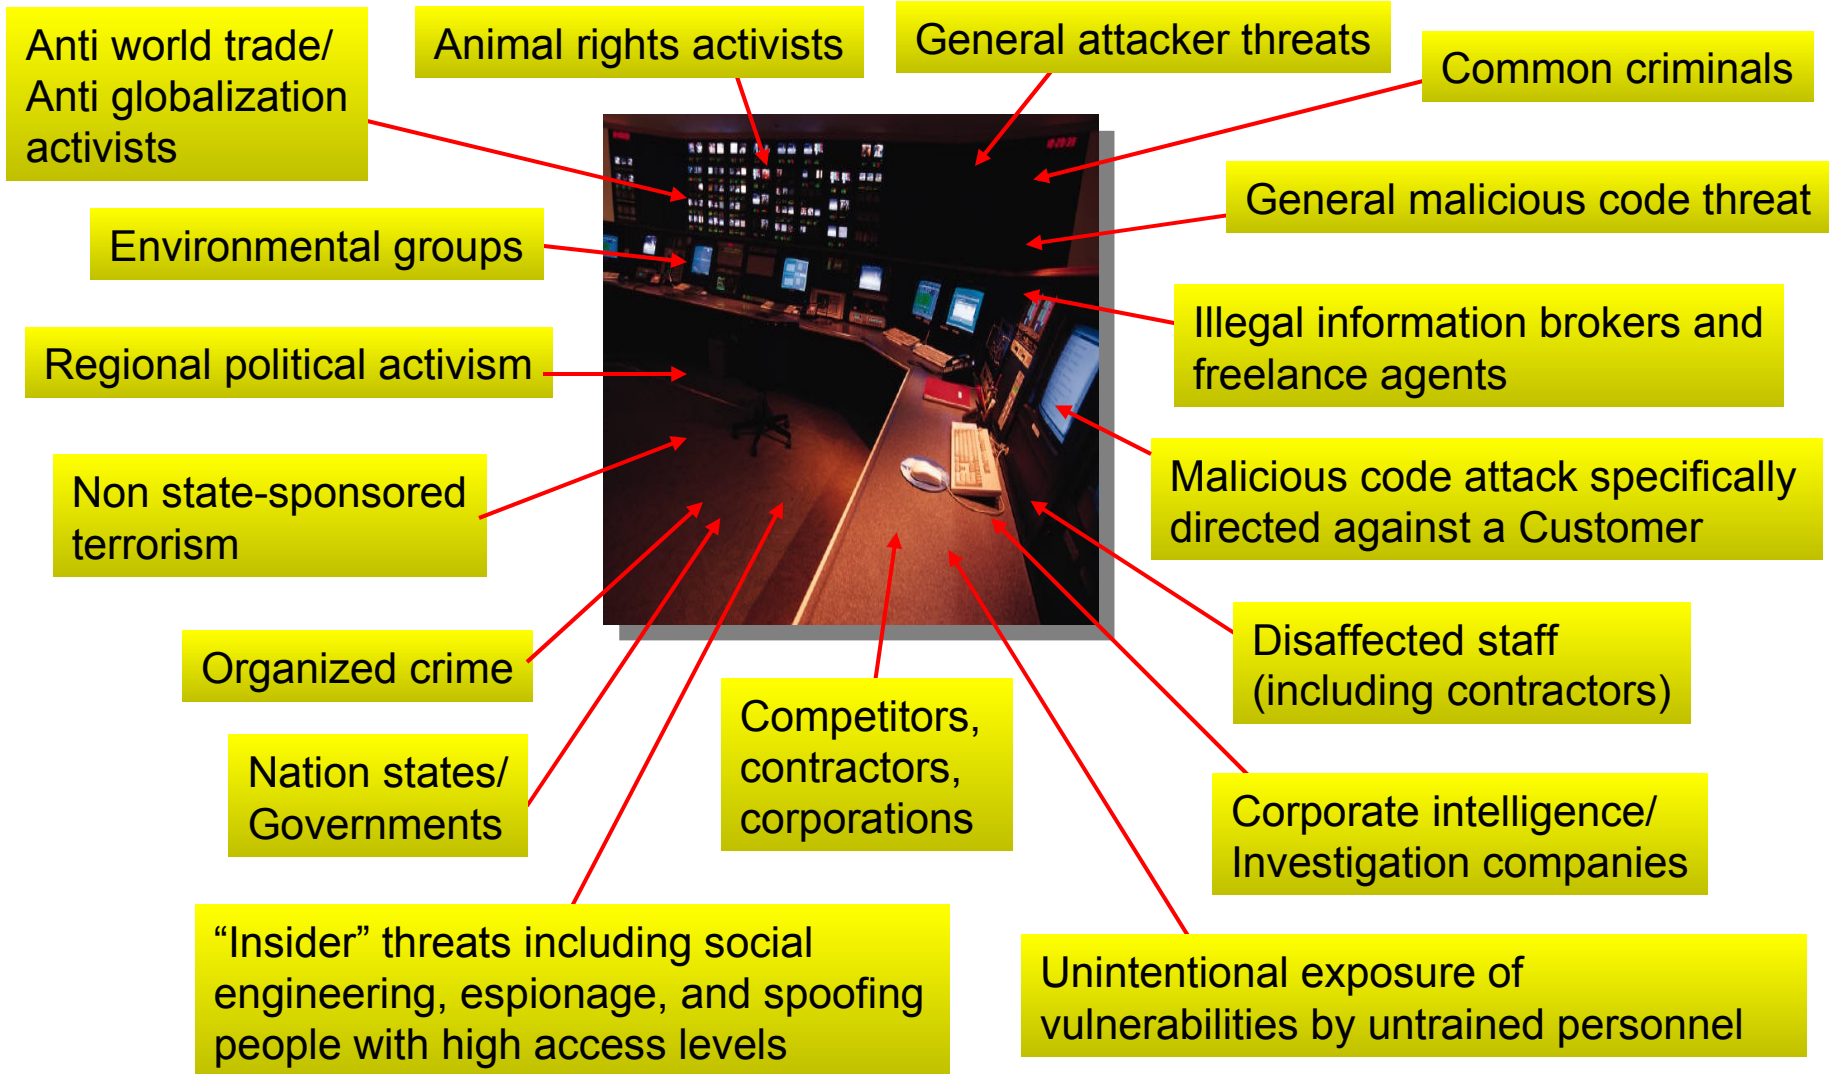 Anti world trade/
Anti globalization
activists
Animal rights activists
General attacker threats
Common criminals
General malicious code threat
Environmental groups
Illegal information brokers and
freelance agents
Regional political activism
Malicious code attack specifically
directed against a Customer
Non state-sponsored
terrorism
Disaffected staff
(including contractors)
Organized crime
Competitors,
contractors,
corporations
Nation states/
Governments
Corporate intelligence/
Investigation companies
“Insider” threats including social
engineering, espionage, and spoofing
people with high access levels
Unintentional exposure of
vulnerabilities by untrained personnel